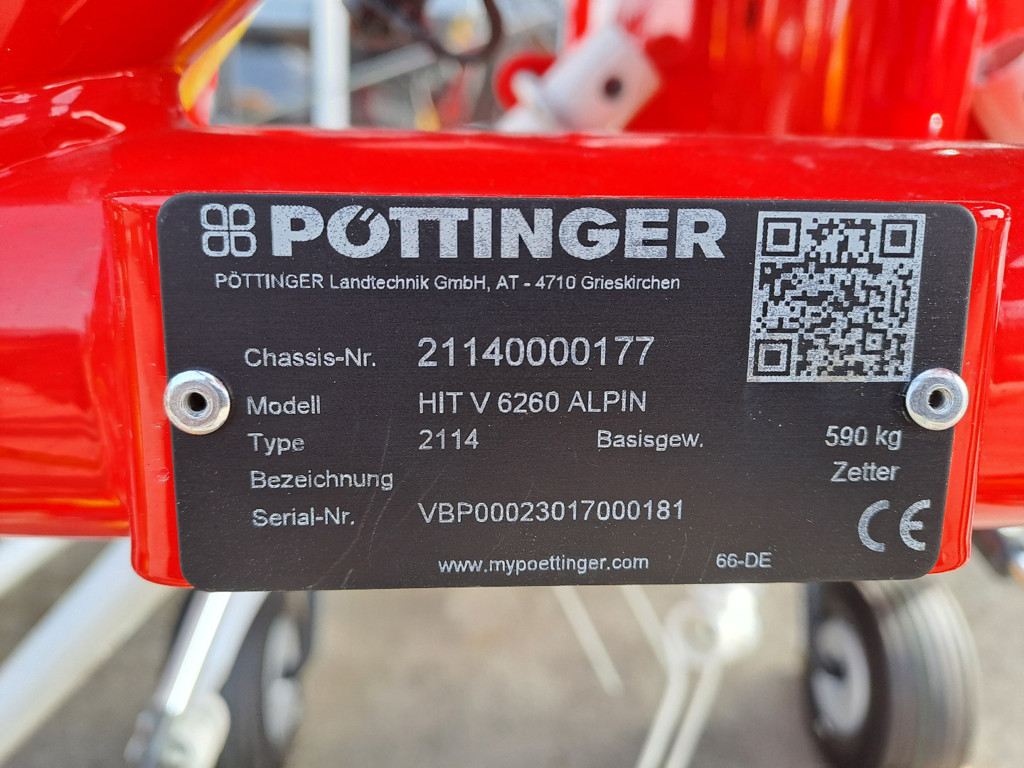 PÖTTINGER
PÖTTINGER Landtechnik GmbH, AT - 4710 Grieskirchen
Chassis-Nr. 21140000177
Modell HIT V 6260 ALPIN
Type 2114 Basisgew. 590 kg
Bezeichnung Zetter
Serial-Nr. VBP00023017000181
CE
www.mypoettinger.com 66-DE